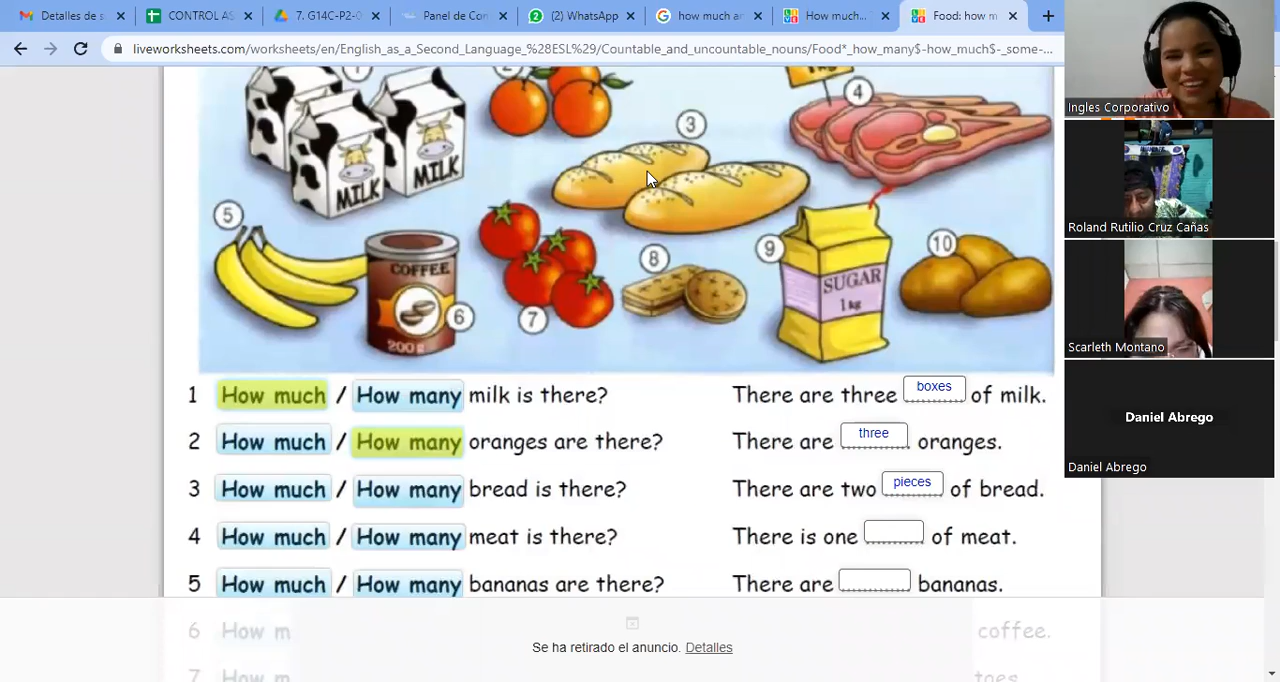 Detalles de s
CONTROL AS
7. G14C-P2-0
Panel de Con
(2) WhatsApp
how much ar
How much...
Food: how m
liveworksheets.com/worksheets/en/English_as_a_Second_Language_%28ESL%29/Countable_and_uncountable_nouns/Food*_how_many$-how_much$-_some-...
Ingles Corporativo
Roland Rutilio Cruz Cañas
Scarleth Montano
Daniel Abrego
Daniel Abrego
3
4
MILK
MILK
5
COFFEE
200g
6
7
8
9
SUGAR
1 kg
10
1 How much / How many milk is there? There are three boxes of milk.
2 How much / How many oranges are there? There are three oranges.
3 How much / How many bread is there? There are two pieces of bread.
4 How much / How many meat is there? There is one of meat.
5 How much / How many bananas are there? There are bananas.
6 How m coffee.
Se ha retirado el anuncio. Detalles
7 How m